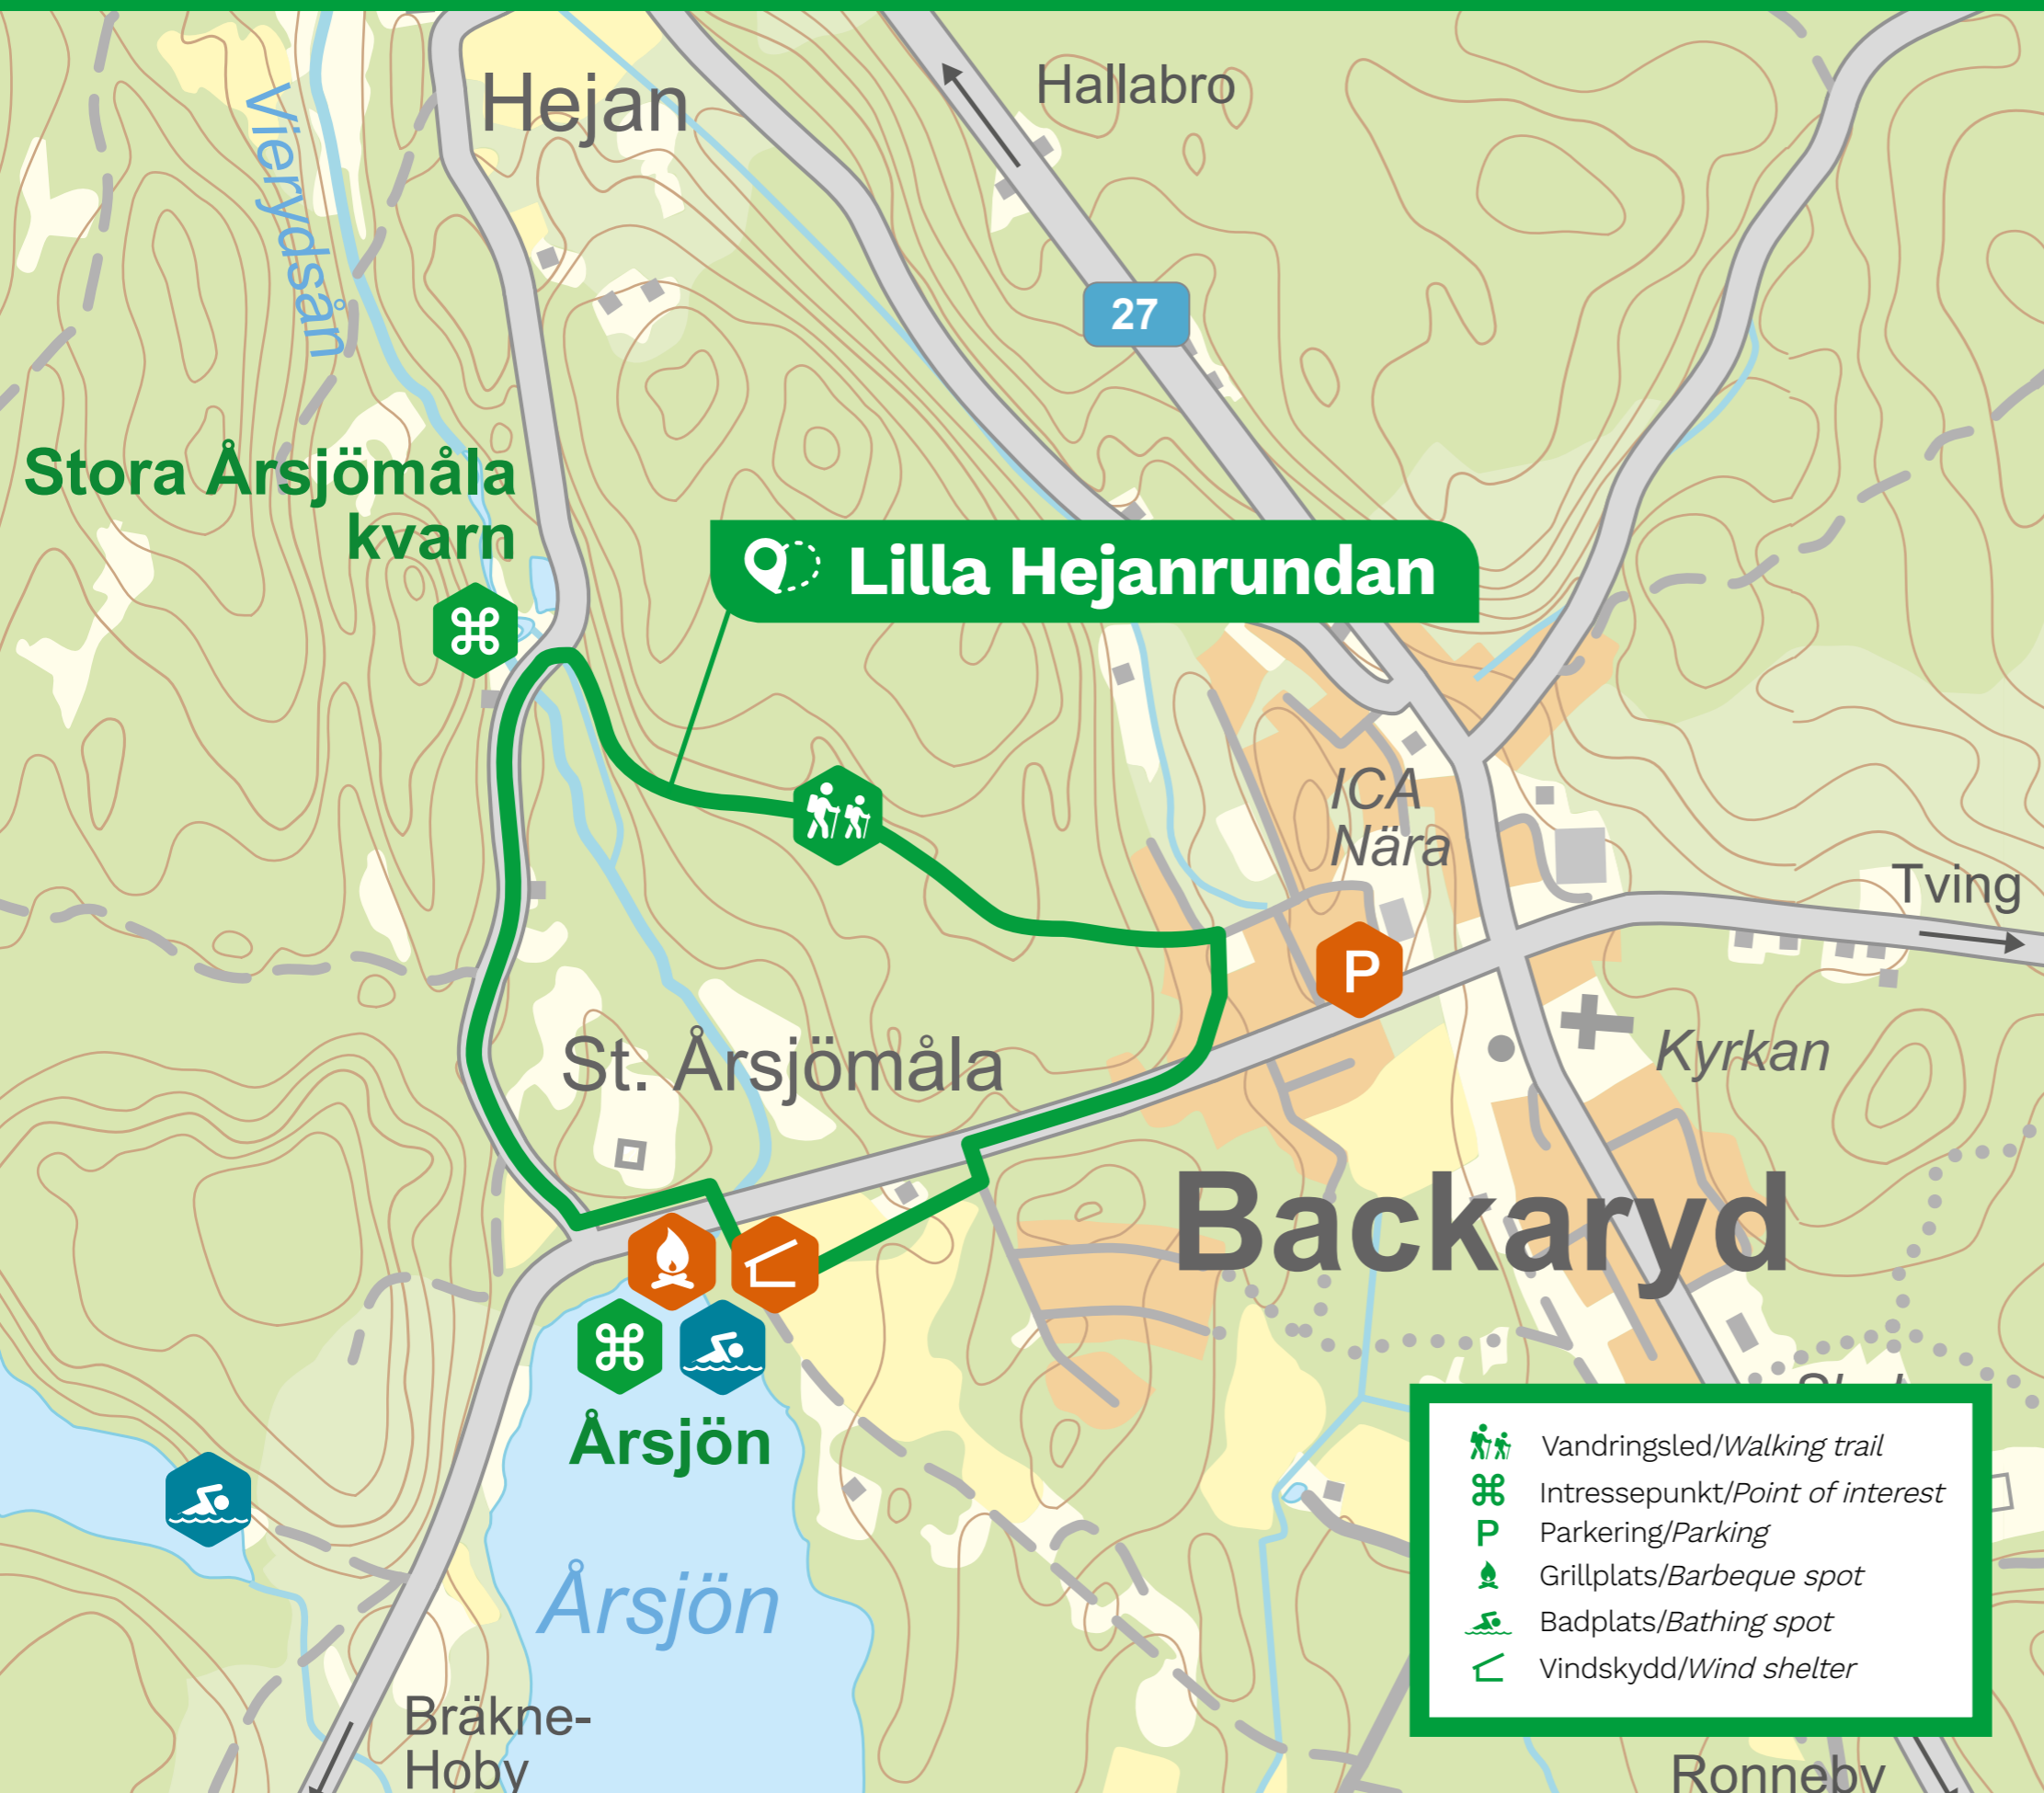 Hejan
Hallabro
Vierydsån
27
Stora Årsjömåla
kvarn
Lilla Hejanrundan
ICA
Nära
Tving
P
St. Årsjömåla
Kyrkan
Backaryd
Årsjön
Årsjön
Bräkne-
Hoby
Vandringsled/Walking trail
Intressepunkt/Point of interest
P Parkering/Parking
Grillplats/Barbeque spot
Badplats/Bathing spot
Vindskydd/Wind shelter
Ronneby